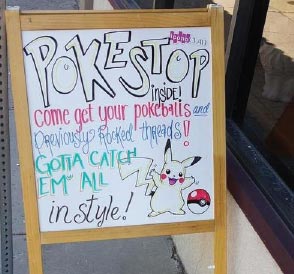 POKESTOP
inside!
come get your pokeballs and
previously rocked threads!
GOTTA CATCH
EM' ALL
in style!